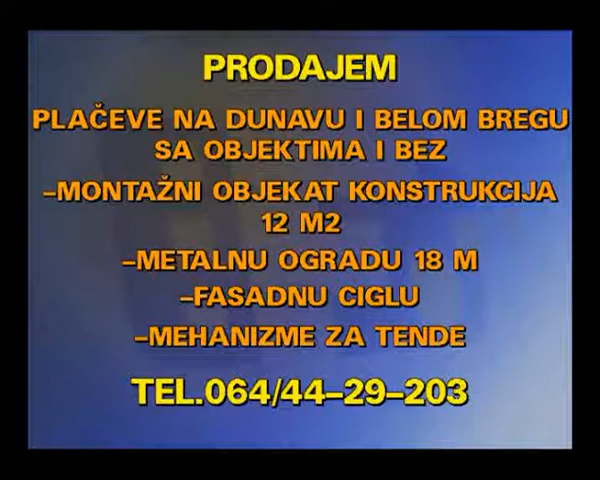 PRODAJEM
PLAČEVE NA DUNAVU I BELOM BREGU
SA OBJEKTIMA I BEZ
–MONTAŽNI OBJEKAT KONSTRUKCIJA
12 M2
–METALNU OGRADU 18 M
–FASADNU CIGLU
–MEHANIZME ZA TENDE
TEL.064/44–29–203